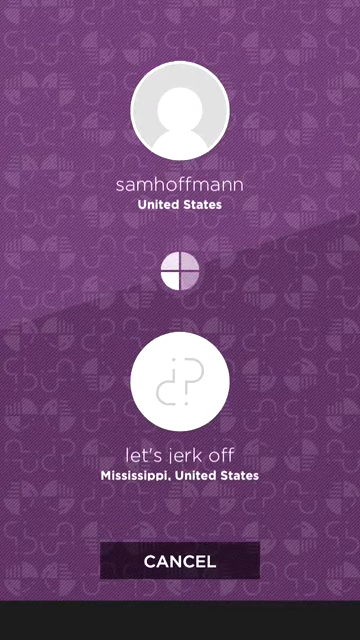 samhoffmann
United States
let's jerk off
Mississippi, United States
CANCEL